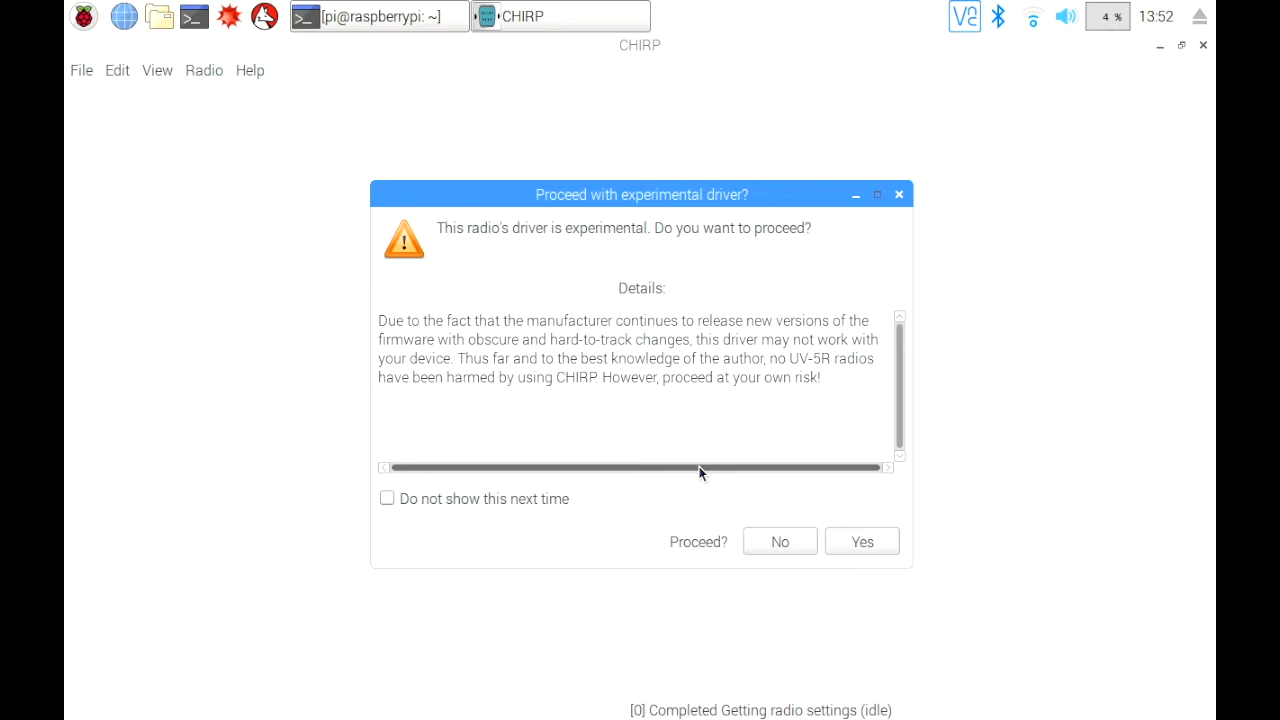 [pi@raspberrypi: ~]
CHIRP
V2
4 %
13:52
CHIRP
File Edit View Radio Help
Proceed with experimental driver?
This radio's driver is experimental. Do you want to proceed?
Details:
Due to the fact that the manufacturer continues to release new versions of the
firmware with obscure and hard-to-track changes, this driver may not work with
your device. Thus far and to the best knowledge of the author, no UV-5R radios
have been harmed by using CHIRP. However, proceed at your own risk!
Do not show this next time
Proceed? No Yes
[0] Completed Getting radio settings (idle)